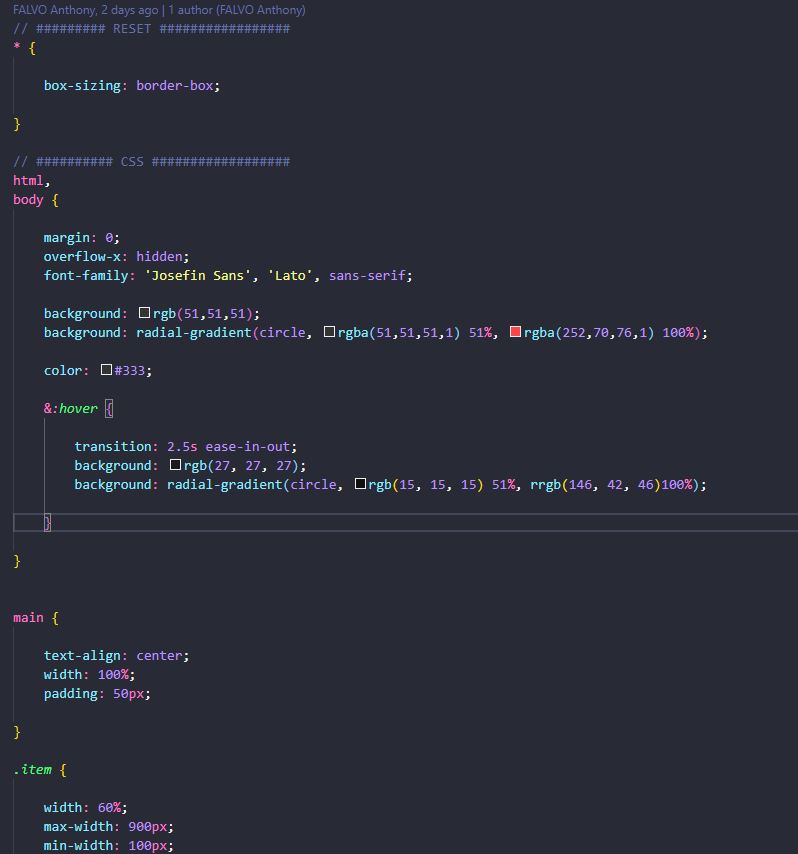 FALVO Anthony, 2 days ago | 1 author (FALVO Anthony)
// ######### RESET #################
* {
box-sizing: border-box;
}
// ########## CSS ##################
html,
body {
margin: 0;
overflow-x: hidden;
font-family: 'Josefin Sans', 'Lato', sans-serif;
background: rgb(51,51,51);
background: radial-gradient(circle, rgba(51,51,51,1) 51%, rgba(252,70,76,1) 100%);
color: #333;
&:hover {
transition: 2.5s ease-in-out;
background: rgb(27, 27, 27);
background: radial-gradient(circle, rgb(15, 15, 15) 51%, rrgb(146, 42, 46)100%);
}
}
main {
text-align: center;
width: 100%;
padding: 50px;
}
.item {
width: 60%;
max-width: 900px;
min-width: 100px;